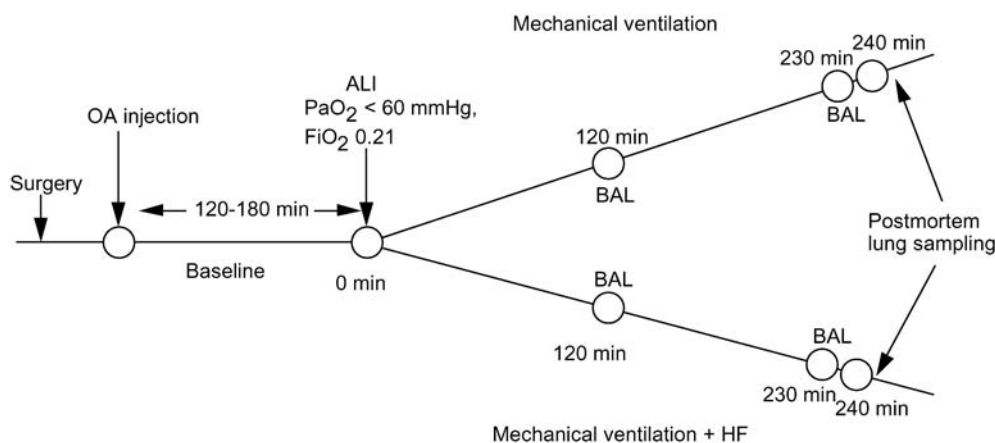 Mechanical ventilation
240 min
230 min
BAL
ALI
PaO₂ < 60 mmHg,
FiO₂ 0.21
OA injection
120 min
BAL
Surgery
120-180 min
Baseline
0 min
Postmortem
lung sampling
BAL
120 min
BAL
230 min
240 min
Mechanical ventilation + HF